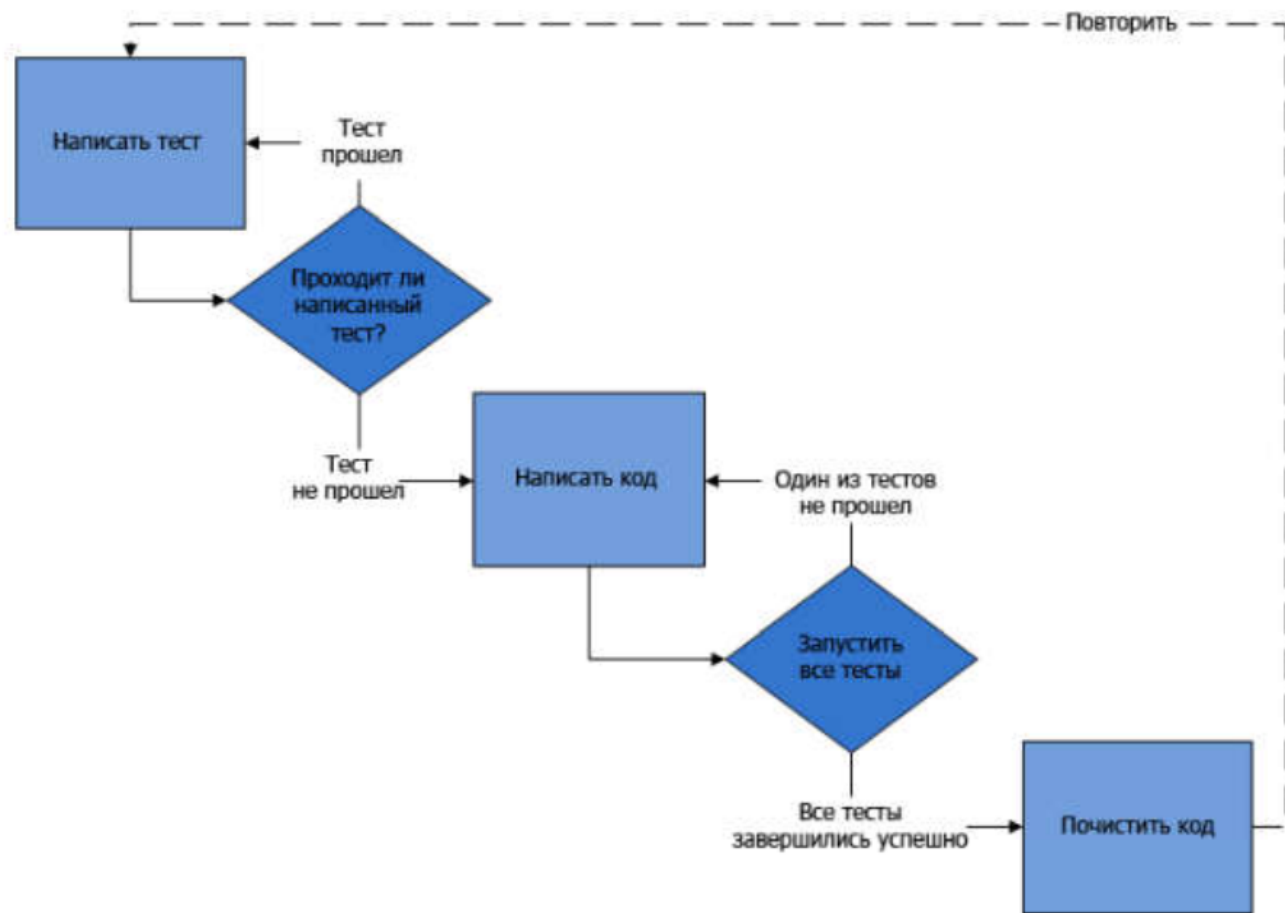 Повторить
Написать тест
Тест
прошел
Проходит ли
написанный
тест?
Тест
не прошел
Написать код
Один из тестов
не прошел
Запустить
все тесты
Все тесты
завершились успешно
Почистить код